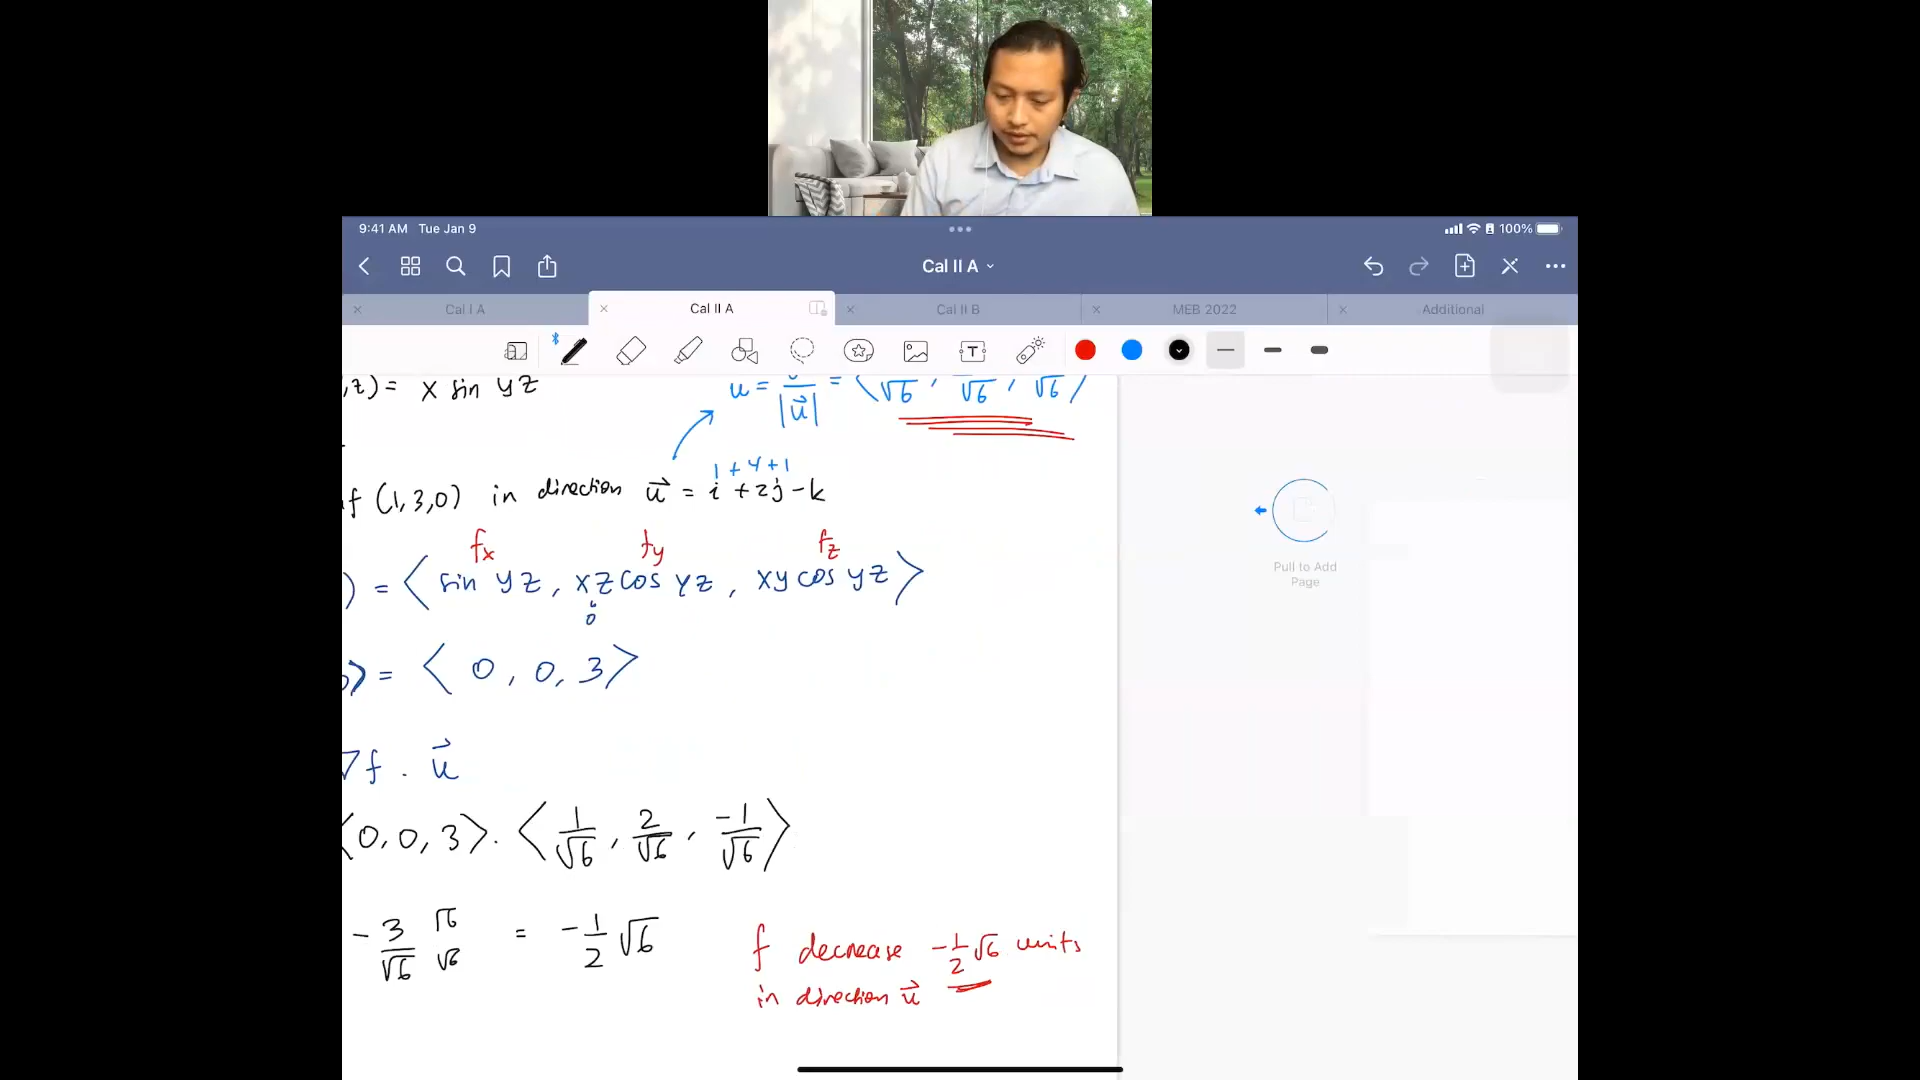 9:41 AM Tue Jan 9
100%
Cal II A
Cal I A
Cal II A
Cal II B
MEB 2022
Additional
,z) = x sin yz
u = / |u⃗| = ⟨ √6 , √6 , √6 ⟩
1 + 4 + 1
af (1,3,0) in direction u⃗ = i + 2j - k
fx fy fz
) = ⟨ sin yz , xz cos yz , xy cos yz ⟩
0
0⟩ = ⟨ 0 , 0 , 3 ⟩
∇f . u⃗
⟨0,0,3⟩ . ⟨ 1/√6 , 2/√6 , -1/√6 ⟩
- 3/√6 √6/√6 = -1/2 √6
f decrease -1/2 √6 units
in direction u⃗
Pull to Add
Page